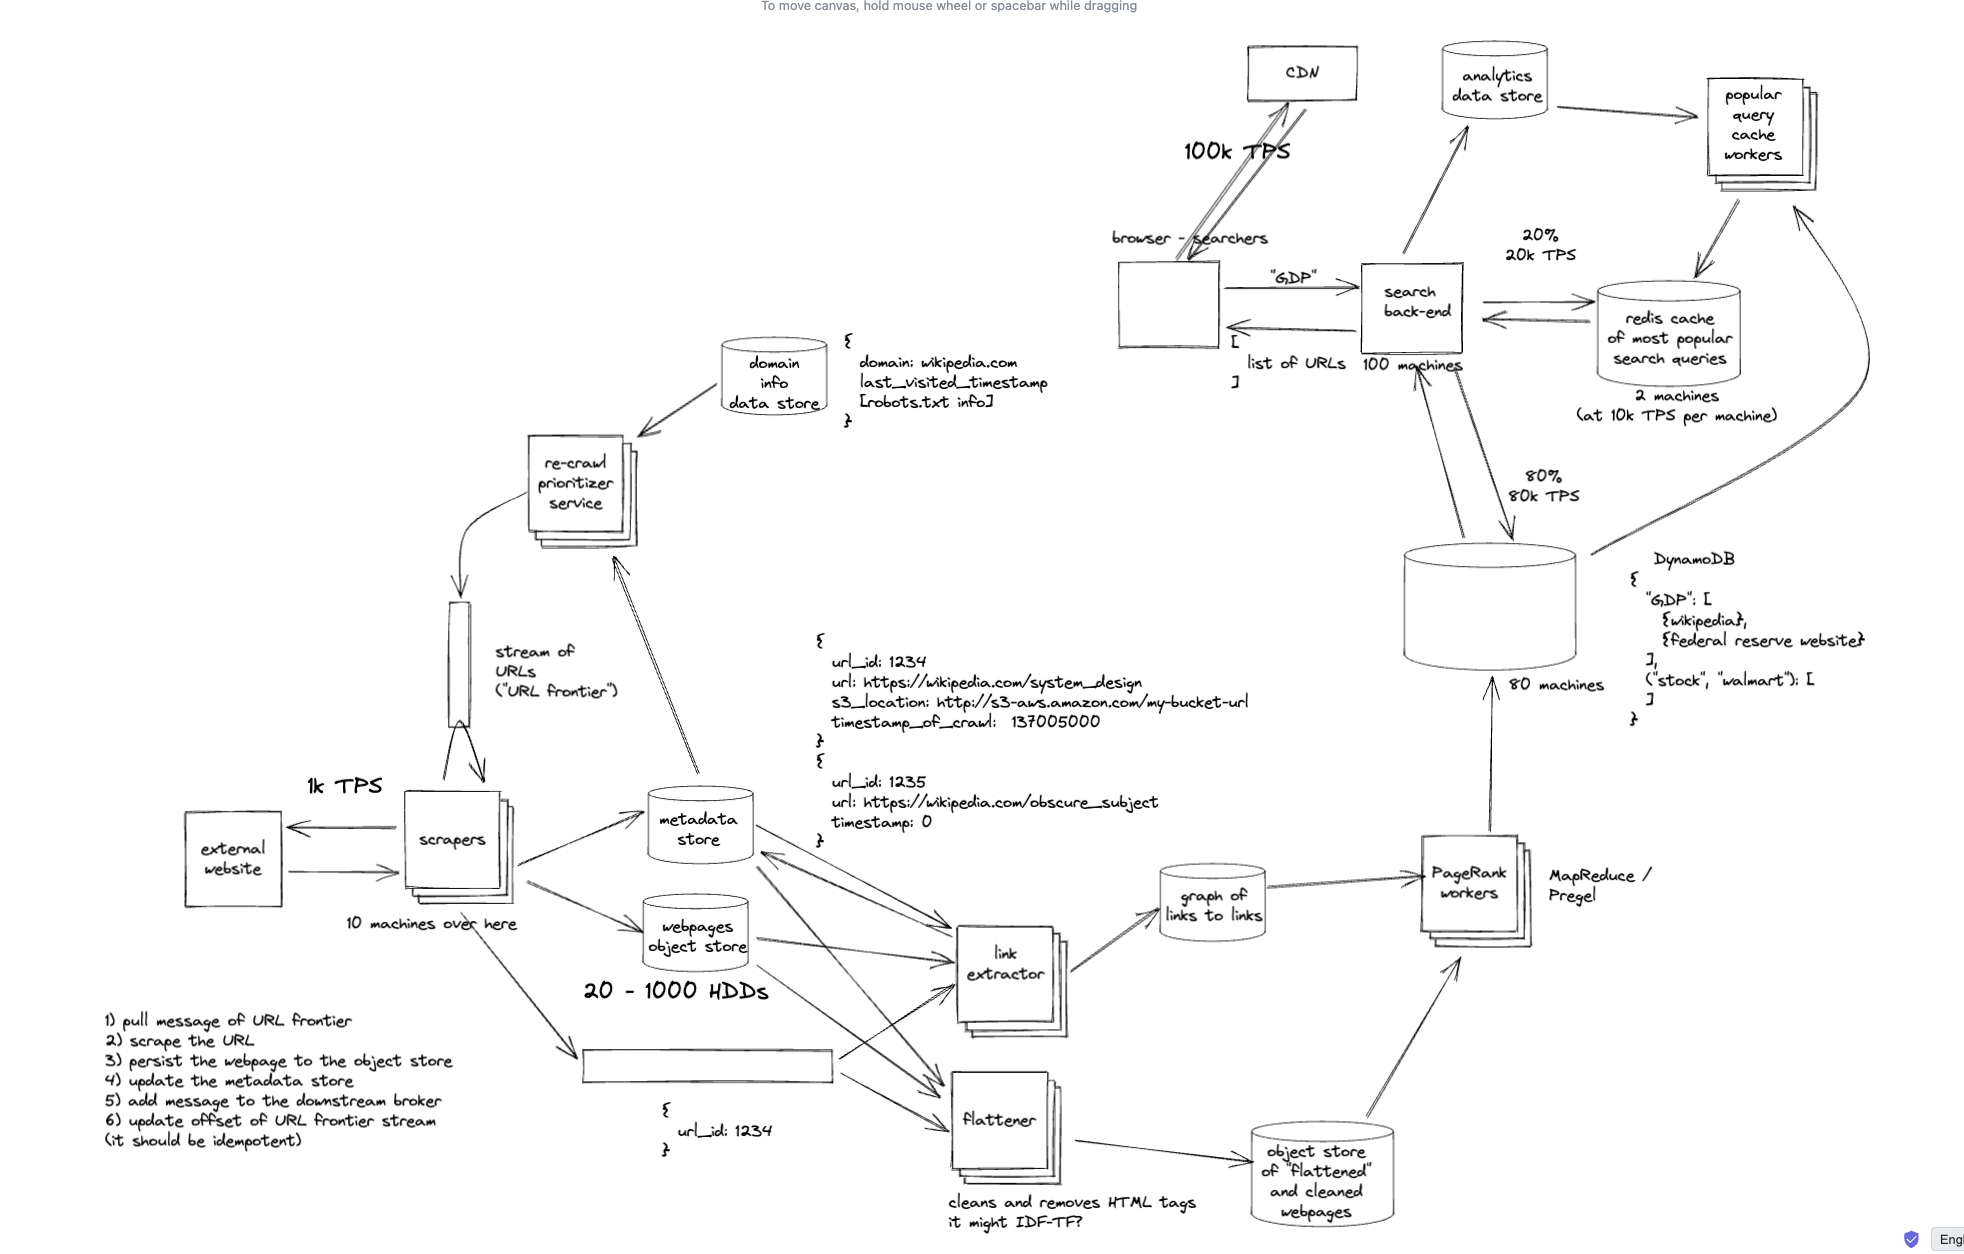 To move canvas, hold mouse wheel or spacebar while dragging
CDN
analytics
data store
popular
query
cache
workers
100k TPS
browser - searchers
"GDP"
search
back-end
20%
20k TPS
redis cache
of most popular
search queries
[
list of URLs
]
100 machines
2 machines
(at 10k TPS per machine)
domain
info
data store
{
domain: wikipedia.com
last_visited_timestamp
[robots.txt info]
}
re-crawl
prioritizer
service
80%
80k TPS
DynamoDB
{
"GDP": [
{wikipedia},
{federal reserve website}
],
("stock", "walmart"): [
]
}
80 machines
stream of
URLs
("URL frontier")
{
url_id: 1234
url: https://wikipedia.com/system_design
s3_location: http://s3-aws.amazon.com/my-bucket-url
timestamp_of_crawl: 137005000
}
{
url_id: 1235
url: https://wikipedia.com/obscure_subject
timestamp: 0
}
1k TPS
external
website
scrapers
10 machines over here
metadata
store
webpages
object store
20 - 1000 HDDs
link
extractor
graph of
links to links
PageRank
workers
MapReduce /
Pregel
1) pull message of URL frontier
2) scrape the URL
3) persist the webpage to the object store
4) update the metadata store
5) add message to the downstream broker
6) update offset of URL frontier stream
(it should be idempotent)
{
url_id: 1234
}
flattener
cleans and removes HTML tags
it might IDF-TF?
object store
of "flattened"
and cleaned
webpages
Engl